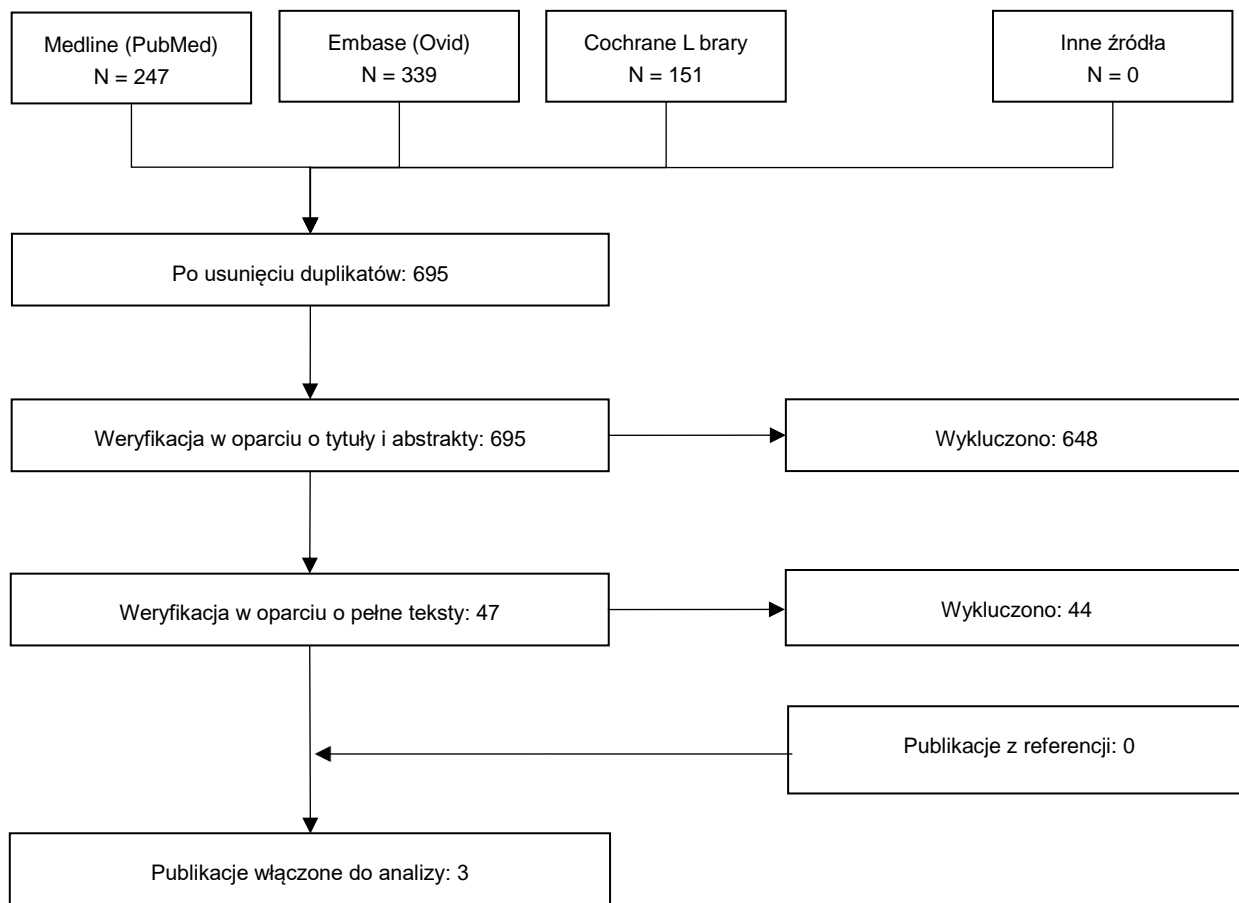 Medline (PubMed)
N = 247
Embase (Ovid)
N = 339
Cochrane L brary
N = 151
Inne źródła
N = 0
Po usunięciu duplikatów: 695
Weryfikacja w oparciu o tytuły i abstrakty: 695
Wykluczono: 648
Weryfikacja w oparciu o pełne teksty: 47
Wykluczono: 44
Publikacje z referencji: 0
Publikacje włączone do analizy: 3